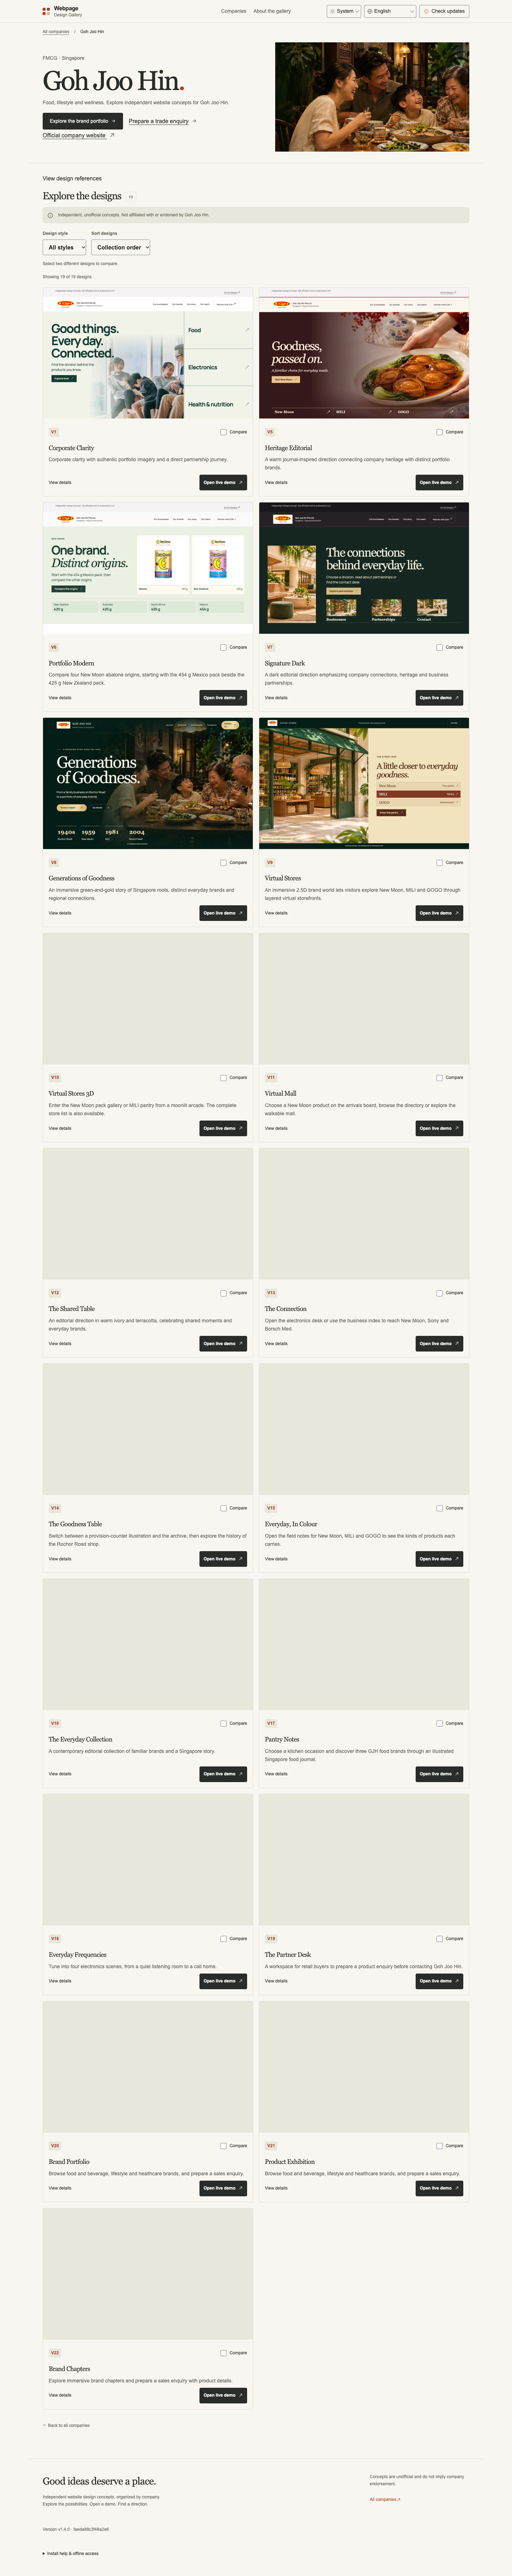 Webpage
Design Gallery
Companies
About the gallery
System
English
Check updates
All companies / Goh Joo Hin
FMCG · Singapore
Goh Joo Hin.
Food, lifestyle and wellness. Explore independent website concepts for Goh Joo Hin.
Explore the brand portfolio
Prepare a trade enquiry
Official company website
View design references
Explore the designs 19
Independent, unofficial concepts. Not affiliated with or endorsed by Goh Joo Hin.
Design style
Sort designs
All styles
Collection order
Select two different designs to compare.
Showing 19 of 19 designs
Good things.
Every day.
Connected.
Food
Electronics
Health & nutrition
Goodness,
passed on.
New Moon
MILI
GOGO
V1
Compare
Corporate Clarity
Corporate clarity with authentic portfolio imagery and a direct partnership journey.
View details
Open live demo
V5
Compare
Heritage Editorial
A warm journal-inspired direction connecting company heritage with distinct portfolio
brands.
View details
Open live demo
One brand.
Distinct origins.
The connections
behind everyday life.
Businesses
Partnerships
Contact
V6
Compare
Portfolio Modern
Compare four New Moon abalone origins, starting with the 454 g Mexico pack beside the
425 g New Zealand pack.
View details
Open live demo
V7
Compare
Signature Dark
A dark editorial direction emphasizing company connections, heritage and business
partnerships.
View details
Open live demo
Generations
of Goodness.
1940s
1959
1981
2004
A little closer to everyday
goodness.
New Moon
MILI
GOGO
V8
Compare
Generations of Goodness
An immersive green-and-gold story of Singapore roots, distinct everyday brands and
regional connections.
View details
Open live demo
V9
Compare
Virtual Stores
An immersive 2.5D brand world lets visitors explore New Moon, MILI and GOGO through
layered virtual storefronts.
View details
Open live demo
V10
Compare
Virtual Stores 3D
Enter the New Moon pack gallery or MILI pantry from a moonlit arcade. The complete
store list is also available.
View details
Open live demo
V11
Compare
Virtual Mall
Choose a New Moon product on the arrivals board, browse the directory or explore the
walkable mall.
View details
Open live demo
V12
Compare
The Shared Table
An editorial direction in warm ivory and terracotta, celebrating shared moments and
everyday brands.
View details
Open live demo
V13
Compare
The Connection
Open the electronics desk or use the business index to reach New Moon, Sony and
Borsch Med.
View details
Open live demo
V14
Compare
The Goodness Table
Switch between a provision-counter illustration and the archive, then explore the history of
the Rochor Road shop.
View details
Open live demo
V15
Compare
Everyday, In Colour
Open the field notes for New Moon, MILI and GOGO to see the kinds of products each
carries.
View details
Open live demo
V16
Compare
The Everyday Collection
A contemporary editorial collection of familiar brands and a Singapore story.
View details
Open live demo
V17
Compare
Pantry Notes
Choose a kitchen occasion and discover three GJH food brands through an illustrated
Singapore food journal.
View details
Open live demo
V18
Compare
Everyday Frequencies
Tune into four electronics scenes, from a quiet listening room to a call home.
View details
Open live demo
V19
Compare
The Partner Desk
A workspace for retail buyers to prepare a product enquiry before contacting Goh Joo Hin.
View details
Open live demo
V20
Compare
Brand Portfolio
Browse food and beverage, lifestyle and healthcare brands, and prepare a sales enquiry.
View details
Open live demo
V21
Compare
Product Exhibition
Browse food and beverage, lifestyle and healthcare brands, and prepare a sales enquiry.
View details
Open live demo
V22
Compare
Brand Chapters
Explore immersive brand chapters and prepare a sales enquiry with product details.
View details
Open live demo
Back to all companies
Good ideas deserve a place.
Independent website design concepts, organized by company.
Explore the possibilities. Open a demo. Find a direction.
Concepts are unofficial and do not imply company
endorsement.
All companies
Install help & offline access